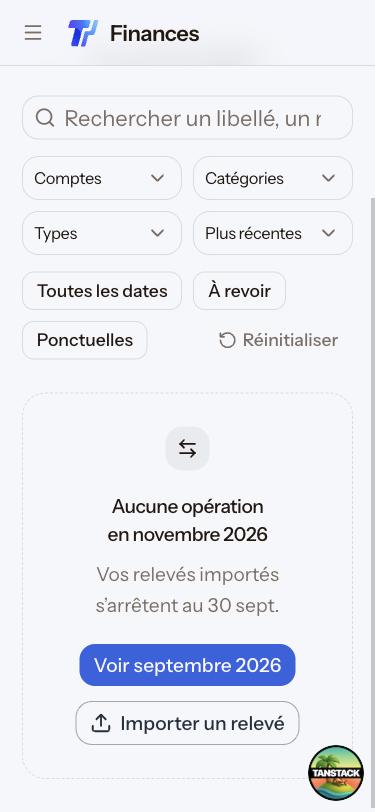 Finances
Rechercher un libellé, un r
Comptes
Catégories
Types
Plus récentes
Toutes les dates
À revoir
Ponctuelles
Réinitialiser
Aucune opération
en novembre 2026
Vos relevés importés
s’arrêtent au 30 sept.
Voir septembre 2026
Importer un relevé
TANSTACK